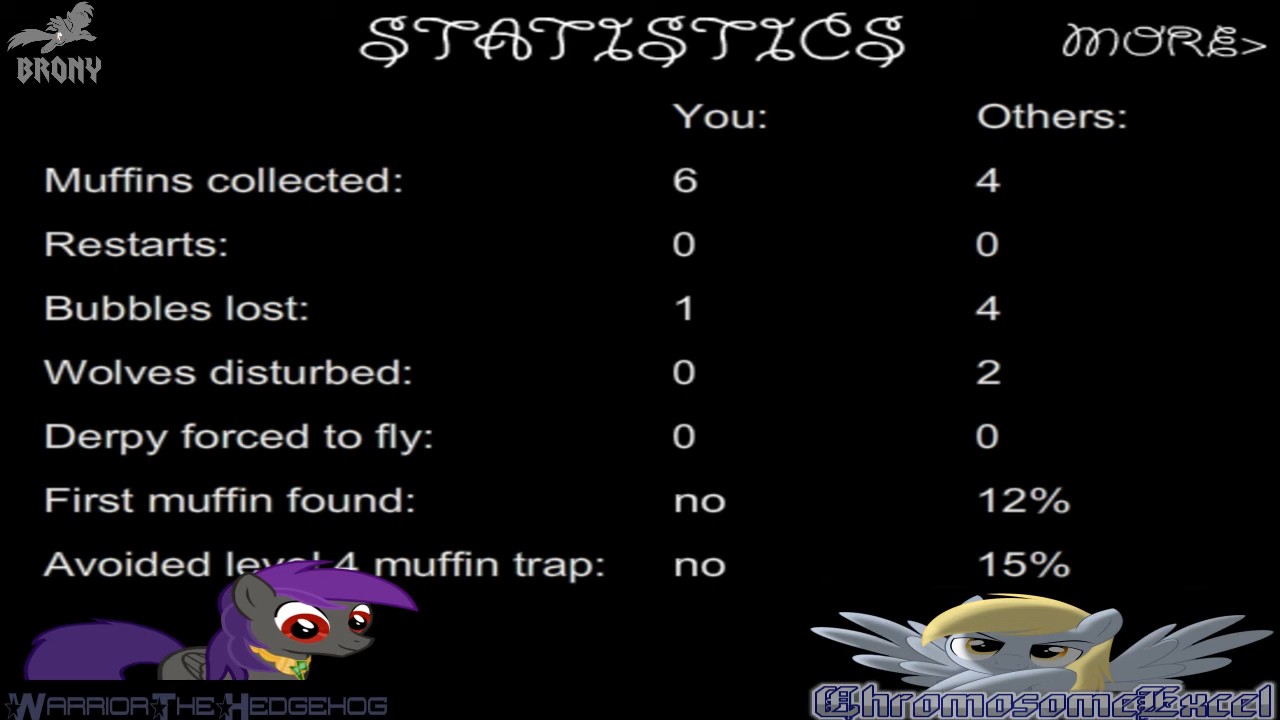 BRONY
STATISTICS
MORE>
You: Others:
Muffins collected: 6 4
Restarts: 0 0
Bubbles lost: 1 4
Wolves disturbed: 0 2
Derpy forced to fly: 0 0
First muffin found: no 12%
Avoided level 4 muffin trap: no 15%
WarriorTheHedgehog
ChromosomeExcel